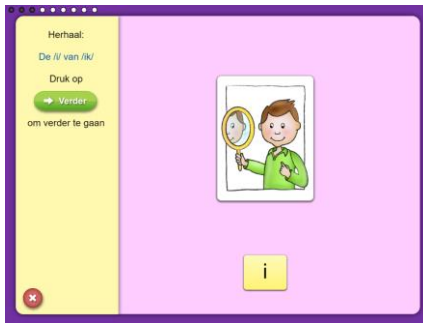 Herhaal:
De /i/ van /ik/
Druk op
Verder
om verder te gaan
i